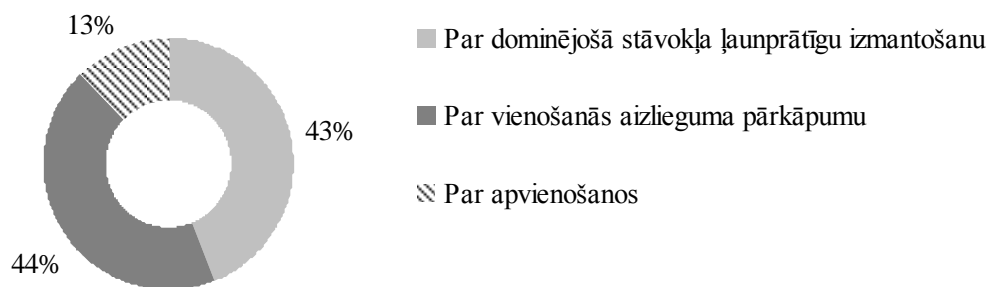 13%
43%
44%
Par dominējošā stāvokļa ļaunprātīgu izmantošanu
Par vienošanās aizlieguma pārkāpumu
Par apvienošanos